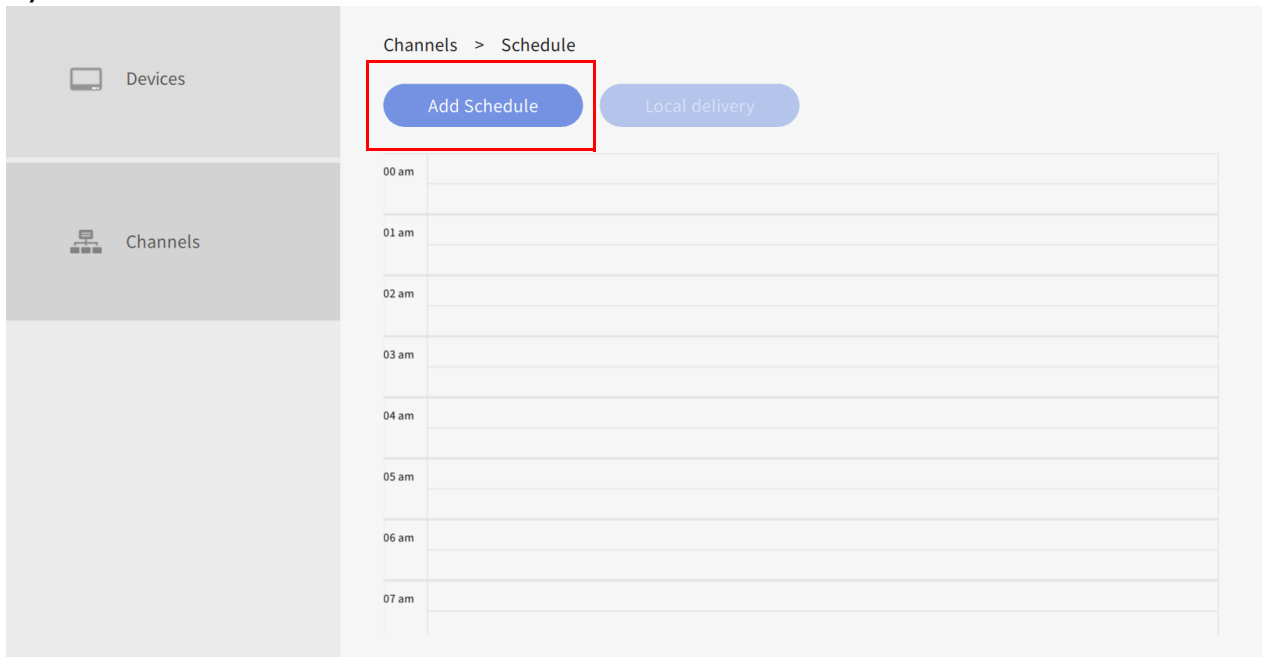 Devices
Channels
Channels > Schedule
Add Schedule
Local delivery
00 am
01 am
02 am
03 am
04 am
05 am
06 am
07 am